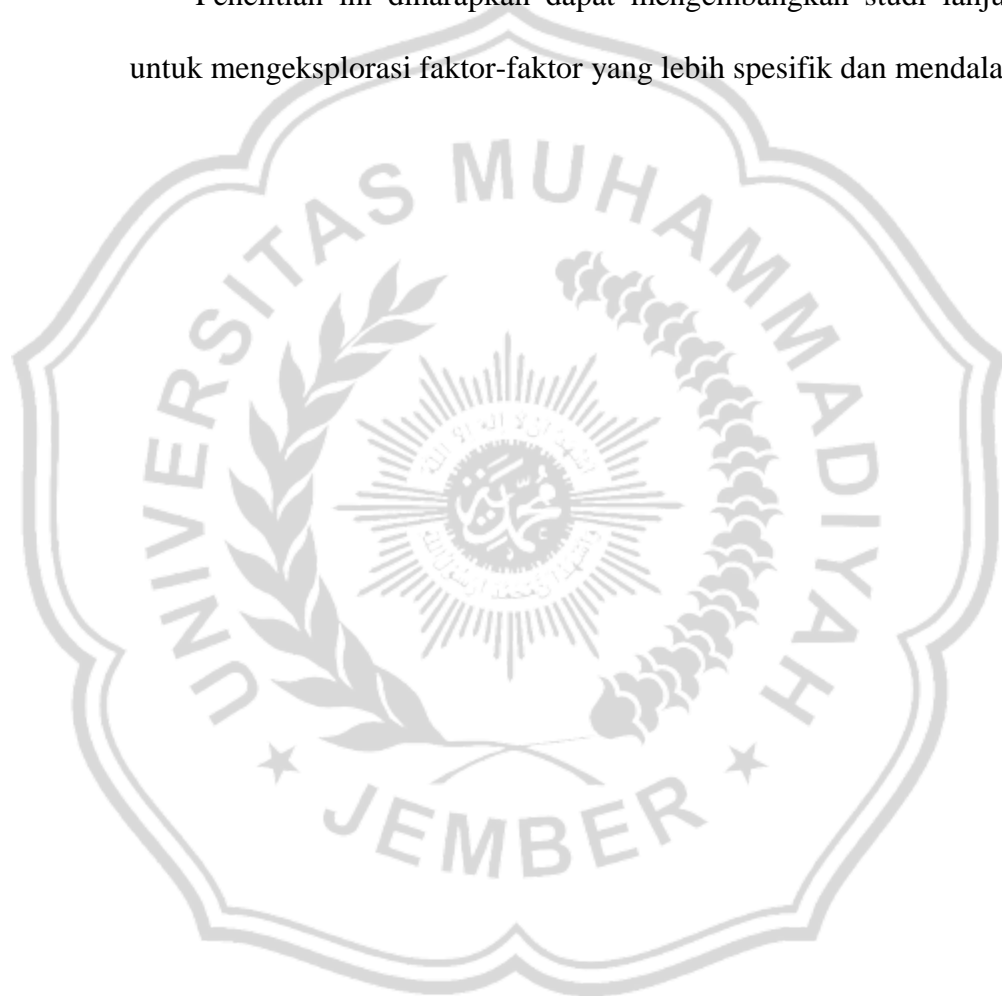 Penelitian ini diharapkan dapat mengembangkan studi lanju
untuk mengeksplorasi faktor-faktor yang lebih spesifik dan mendala
UNIVERSITAS MUHAMMADIYAH
JEMBER